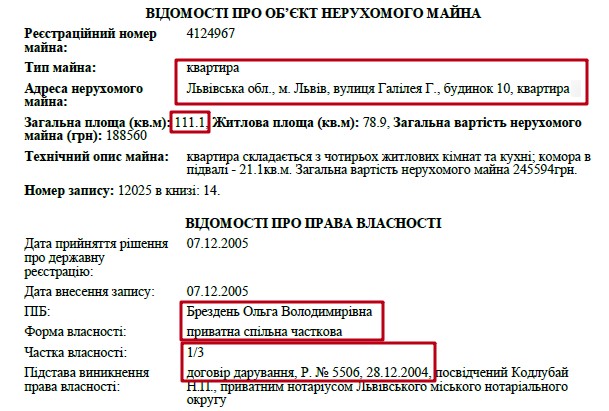 ВІДОМОСТІ ПРО ОБ’ЄКТ НЕРУХОМОГО МАЙНА
Реєстраційний номер майна: 4124967
Тип майна: квартира
Адреса нерухомого майна: Львівська обл., м. Львів, вулиця Галілея Г., будинок 10, квартира
Загальна площа (кв.м): 111.1, Житлова площа (кв.м): 78.9, Загальна вартість нерухомого
майна (грн): 188560
Технічний опис майна: квартира складається з чотирьох житлових кімнат та кухні; комора в
підвалі - 21.1кв.м. Загальна вартість нерухомого майна 245594грн.
Номер запису: 12025 в книзі: 14.
ВІДОМОСТІ ПРО ПРАВА ВЛАСНОСТІ
Дата прийняття рішення про державну реєстрацію: 07.12.2005
Дата внесення запису: 07.12.2005
ПІБ: Брездень Ольга Володимирівна
Форма власності: приватна спільна часткова
Частка власності: 1/3
Підстава виникнення права власності: договір дарування, Р. № 5506, 28.12.2004, посвідчений Кодлубай
Н.П., приватним нотаріусом Львівського міського нотаріального
округу